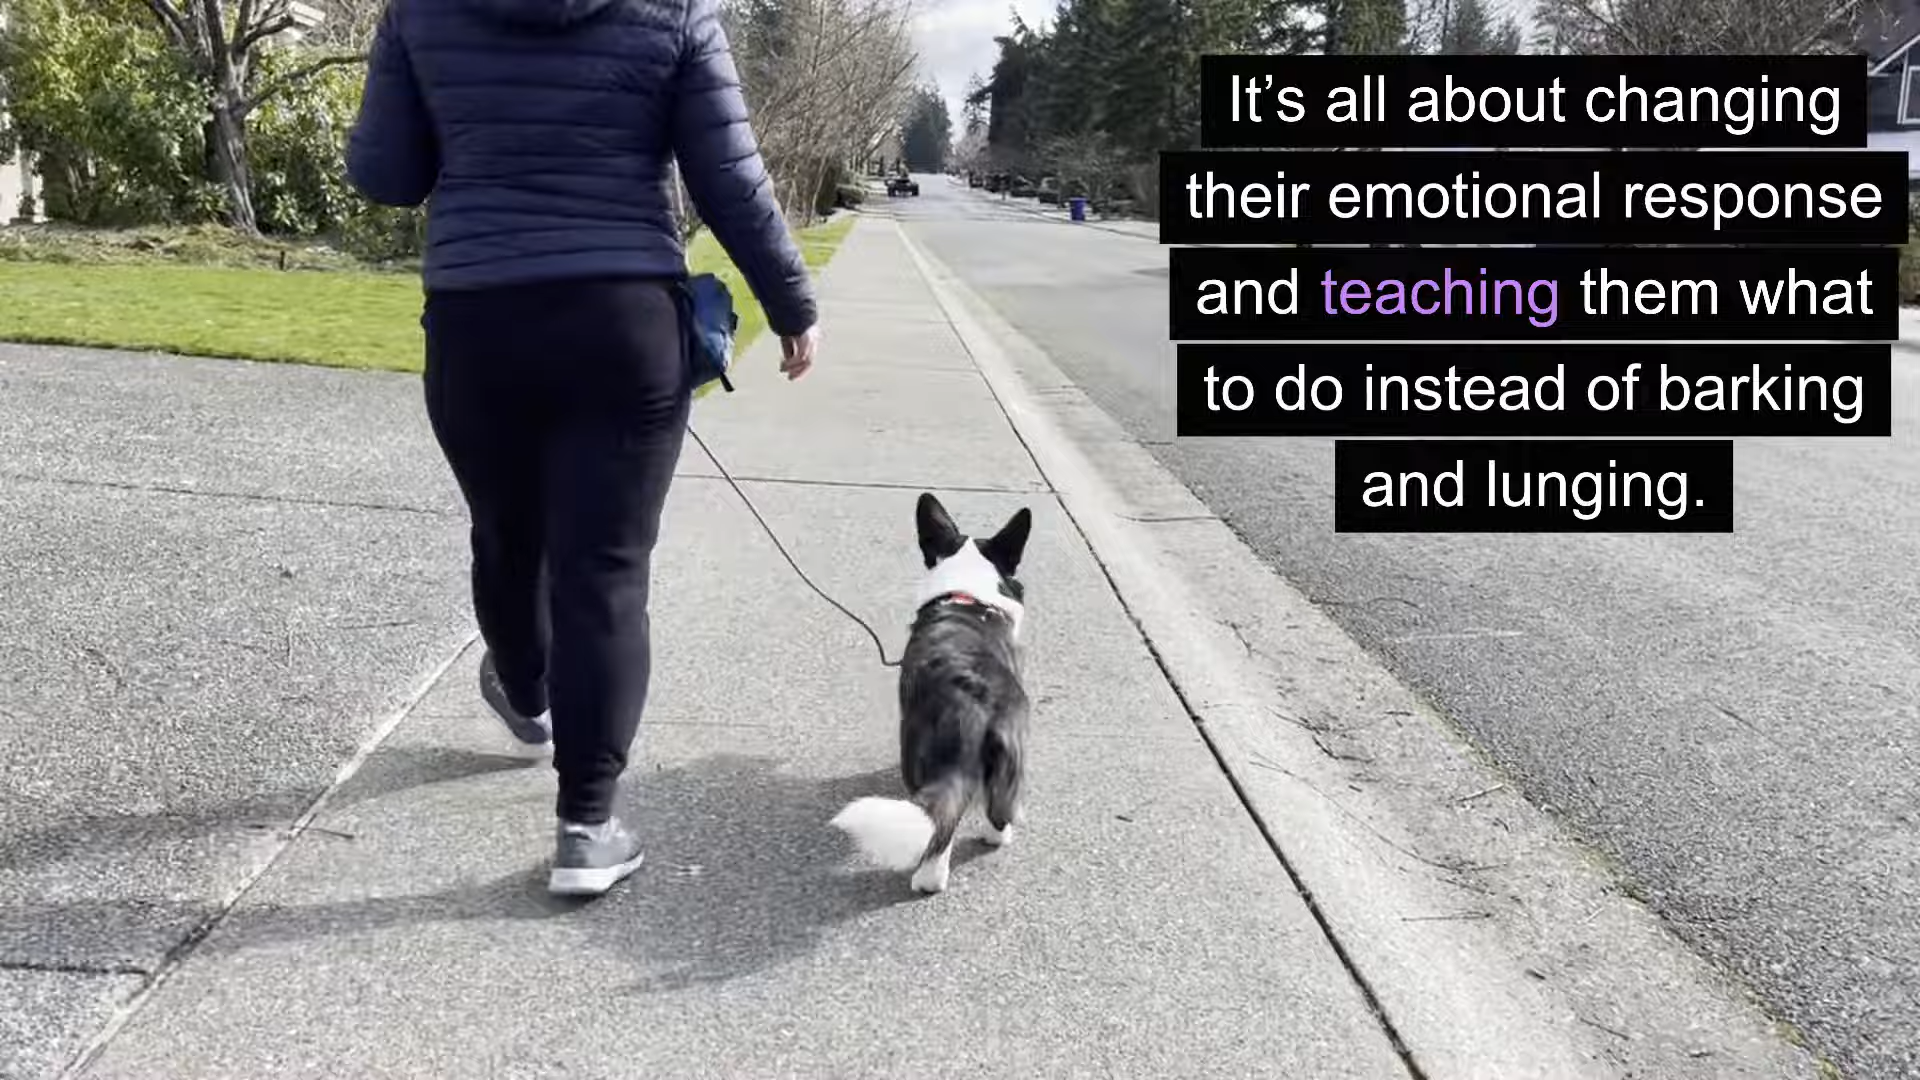 It’s all about changing
their emotional response
and teaching them what
to do instead of barking
and lunging.